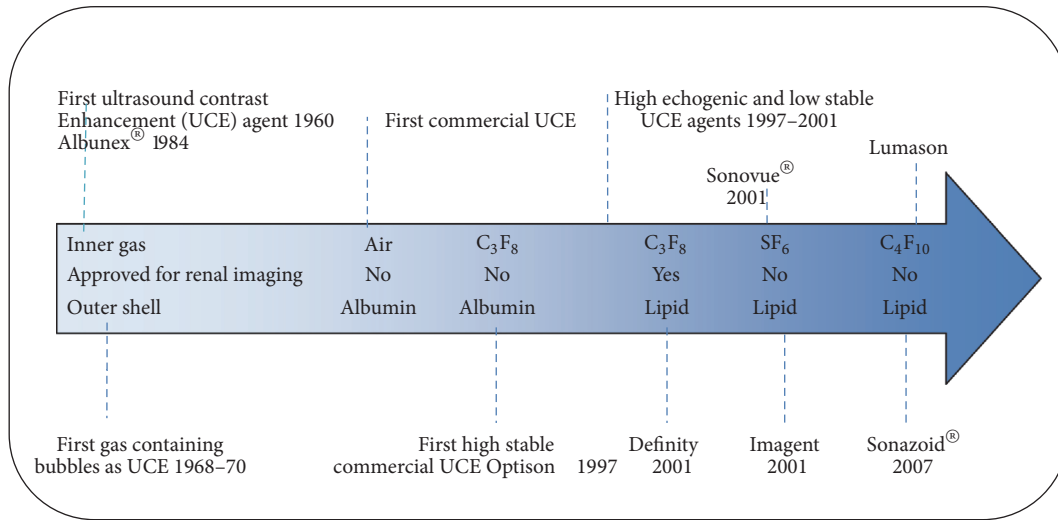 First ultrasound contrast
Enhancement (UCE) agent 1960
Albunex® 1984
First commercial UCE
High echogenic and low stable
UCE agents 1997–2001
Sonovue®
2001
Lumason
Inner gas Air C₃F₈ C₃F₈ SF₆ C₄F₁₀
Approved for renal imaging No No Yes No No
Outer shell Albumin Albumin Lipid Lipid Lipid
First gas containing
bubbles as UCE 1968–70
First high stable
commercial UCE Optison 1997
Definity
2001
Imagent
2001
Sonazoid®
2007